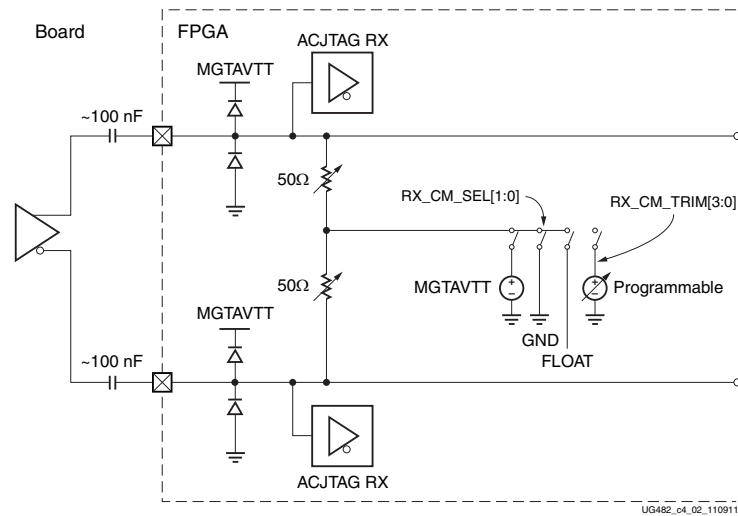 Board
FPGA
ACJTAG RX
MGTAVTT
~100 nF
50Ω
RX_CM_SEL[1:0]
RX_CM_TRIM[3:0]
50Ω
MGTAVTT
Programmable
MGTAVTT
GND
FLOAT
~100 nF
ACJTAG RX
UG482_c4_02_110911